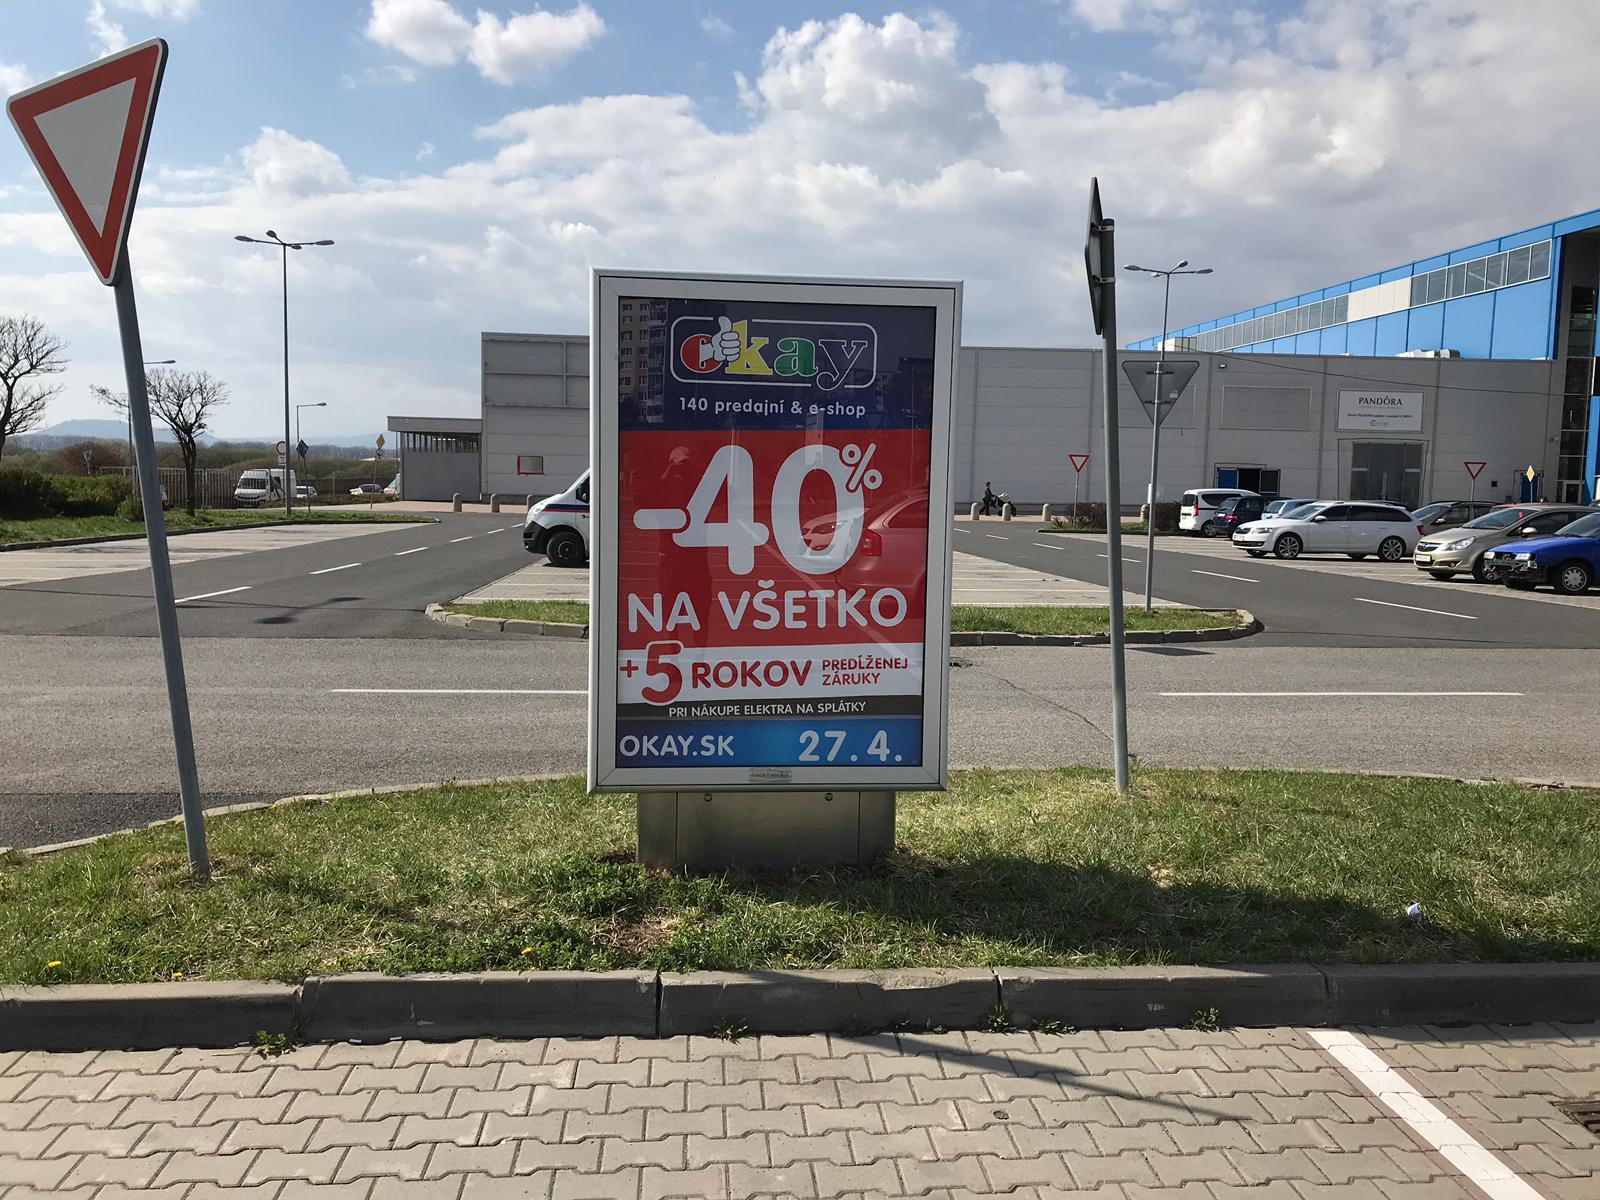 okay
140 predajní & e-shop
-40%
NA VŠETKO
+5 ROKOV PREDĹŽENEJ
ZÁRUKY
PRI NÁKUPE ELEKTRA NA SPLÁTKY
OKAY.SK 27. 4.
PANDÓRA